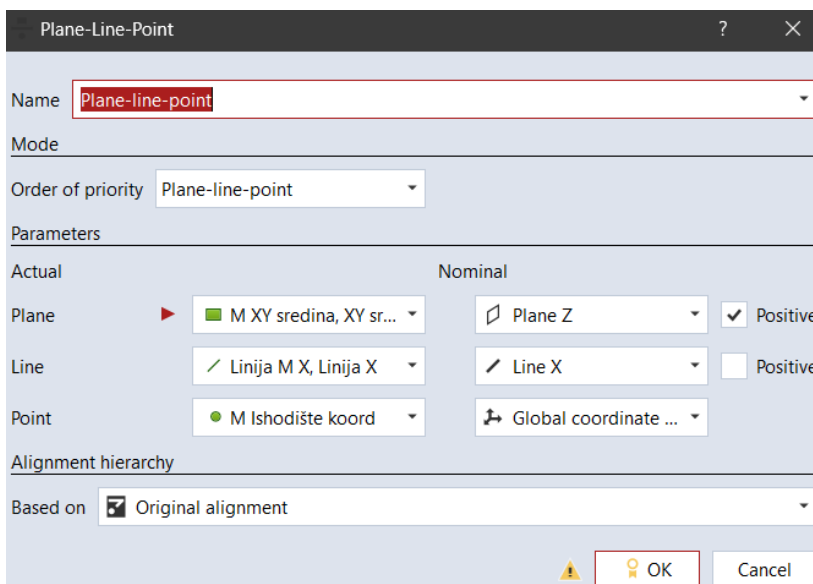 Plane-Line-Point ?
Name Plane-line-point
Mode
Order of priority Plane-line-point
Parameters
Actual Nominal
Plane M XY sredina, XY sr... Plane Z Positive
Line Linija M X, Linija X Line X Positive
Point M Ishodište koord Global coordinate ...
Alignment hierarchy
Based on Original alignment
OK Cancel